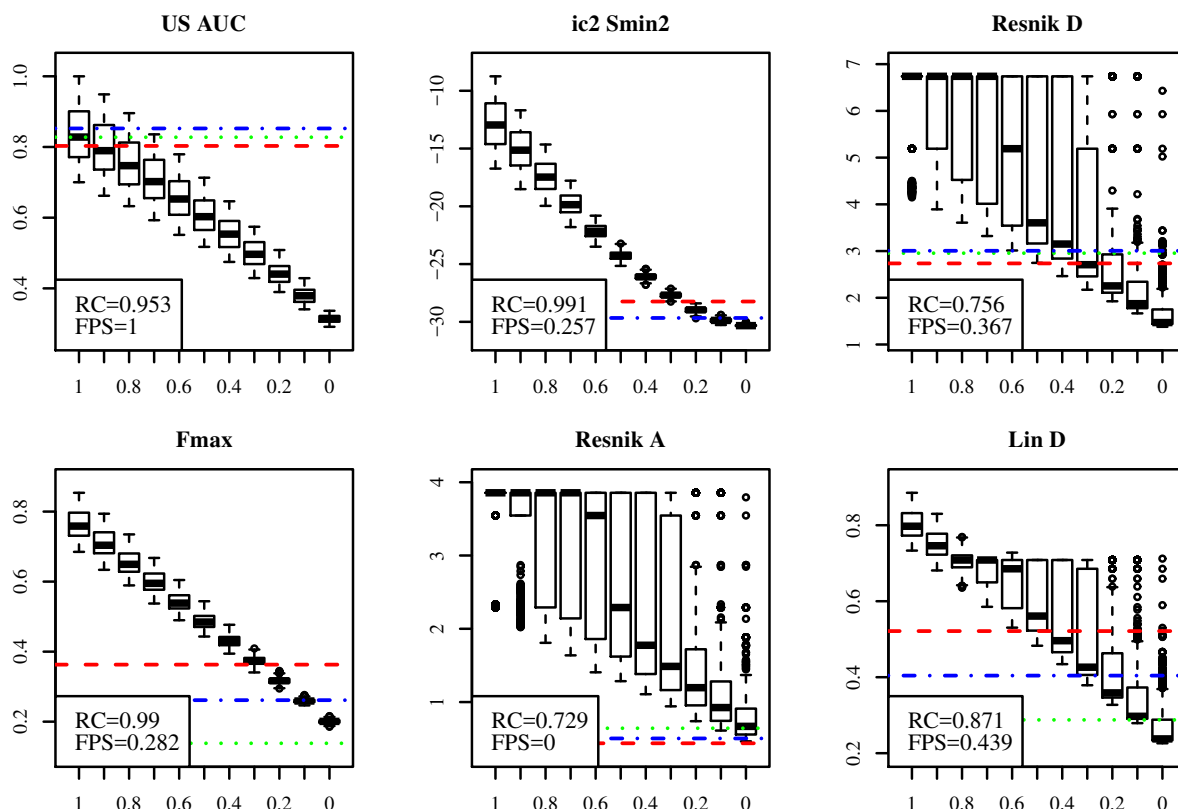 US AUC
1.0
0.8
0.6
0.4
RC=0.953
FPS=1
1 0.8 0.6 0.4 0.2 0
ic2 Smin2
−10
−15
−20
−25
−30
RC=0.991
FPS=0.257
1 0.8 0.6 0.4 0.2 0
Resnik D
7
6
5
4
3
2
1
RC=0.756
FPS=0.367
1 0.8 0.6 0.4 0.2 0
Fmax
0.8
0.6
0.4
0.2
RC=0.99
FPS=0.282
1 0.8 0.6 0.4 0.2 0
Resnik A
4
3
2
1
RC=0.729
FPS=0
1 0.8 0.6 0.4 0.2 0
Lin D
0.8
0.6
0.4
0.2
RC=0.871
FPS=0.439
1 0.8 0.6 0.4 0.2 0